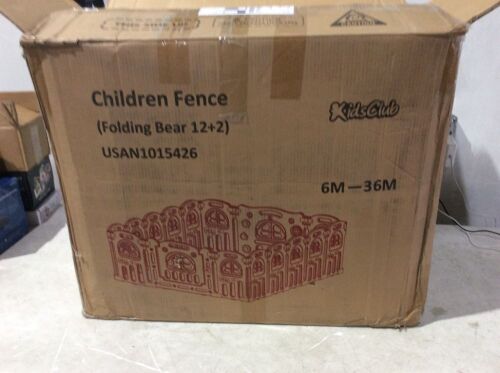 Children Fence
(Folding Bear 12+2)
KidsClub
USAN1015426
6M—36M